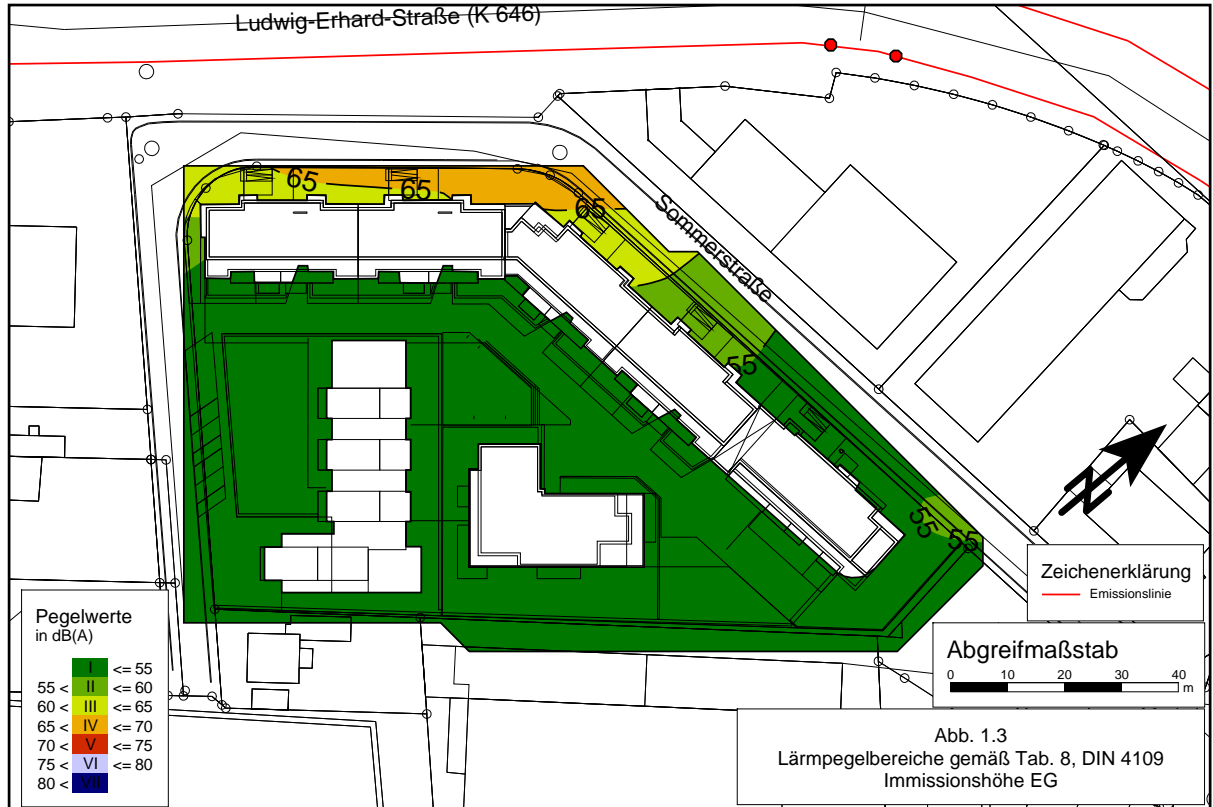 Ludwig-Erhard-Straße (K 646)
65
65
65
Sommerstraße
55
55
55
N
Zeichenerklärung
Emissionslinie
Pegelwerte
in dB(A)
I <= 55
55 < II <= 60
60 < III <= 65
65 < IV <= 70
70 < V <= 75
75 < VI <= 80
80 < VII
Abgreifmaßstab
0 10 20 30 40
m
Abb. 1.3
Lärmpegelbereiche gemäß Tab. 8, DIN 4109
Immissionshöhe EG